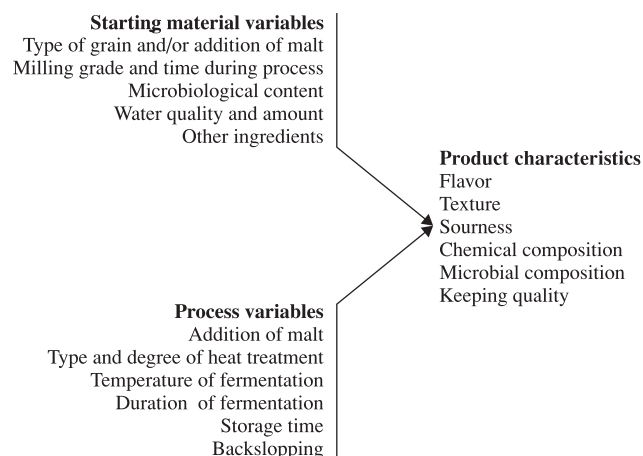 Starting material variables
Type of grain and/or addition of malt
Milling grade and time during process
Microbiological content
Water quality and amount
Other ingredients
Product characteristics
Flavor
Texture
Sourness
Chemical composition
Microbial composition
Keeping quality
Process variables
Addition of malt
Type and degree of heat treatment
Temperature of fermentation
Duration of fermentation
Storage time
Backslopping